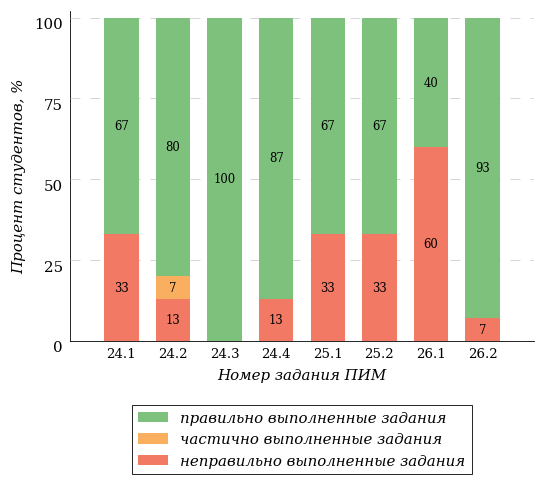 100
75
50
25
0
Процент студентов, %
67 80 100 87 67 67 40 93
33 7 13 13 33 33 60 7
24.1 24.2 24.3 24.4 25.1 25.2 26.1 26.2
Номер задания ПИМ
правильно выполненные задания
частично выполненные задания
неправильно выполненные задания